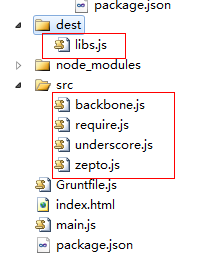 package.json
dest
libs.js
node_modules
src
backbone.js
require.js
underscore.js
zepto.js
Gruntfile.js
index.html
main.js
package.json